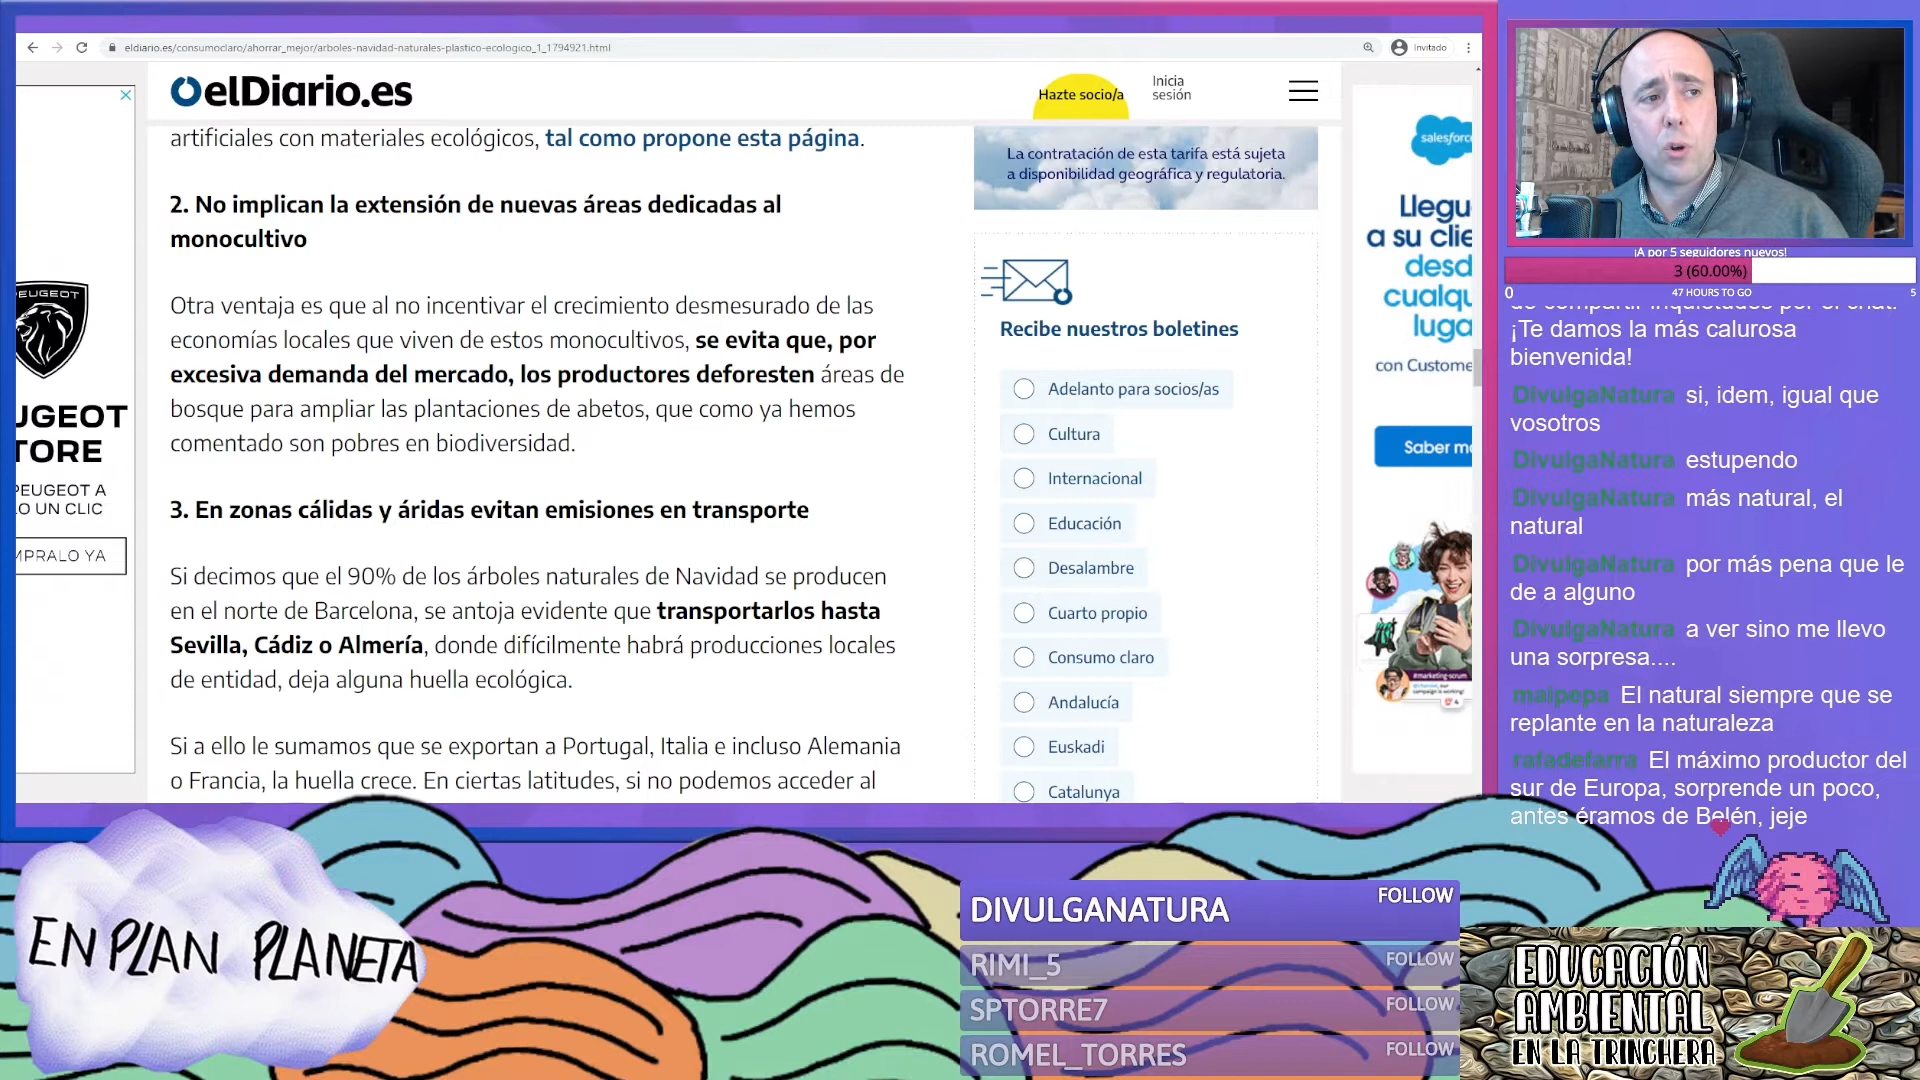 eldiario.es/consumoclaro/ahorrar_mejor/arboles-navidad-naturales-plastico-ecologico_1_1794921.html
Invitado
elDiario.es
Hazte socio/a
Inicia
sesión
artificiales con materiales ecológicos, tal como propone esta página.
2. No implican la extensión de nuevas áreas dedicadas al
monocultivo
Otra ventaja es que al no incentivar el crecimiento desmesurado de las
economías locales que viven de estos monocultivos, se evita que, por
excesiva demanda del mercado, los productores deforesten áreas de
bosque para ampliar las plantaciones de abetos, que como ya hemos
comentado son pobres en biodiversidad.
3. En zonas cálidas y áridas evitan emisiones en transporte
Si decimos que el 90% de los árboles naturales de Navidad se producen
en el norte de Barcelona, se antoja evidente que transportarlos hasta
Sevilla, Cádiz o Almería, donde difícilmente habrá producciones locales
de entidad, deja alguna huella ecológica.
Si a ello le sumamos que se exportan a Portugal, Italia e incluso Alemania
o Francia, la huella crece. En ciertas latitudes, si no podemos acceder al
PEUGEOT
UGEOT
TORE
PEUGEOT A
LO UN CLIC
MPRALO YA
La contratación de esta tarifa está sujeta
a disponibilidad geográfica y regulatoria.
Recibe nuestros boletines
Adelanto para socios/as
Cultura
Internacional
Educación
Desalambre
Cuarto propio
Consumo claro
Andalucía
Euskadi
Catalunya
salesforce
Llegu
a su clie
desd
cualqu
luga
con Custome
Saber m
#marketing-scrum
¡A por 5 seguidores nuevos!
3 (60.00%)
0
47 HOURS TO GO
5
de compartir inquietudes por el chat.
¡Te damos la más calurosa
bienvenida!
DivulgaNatura si, idem, igual que
vosotros
DivulgaNatura estupendo
DivulgaNatura más natural, el
natural
DivulgaNatura por más pena que le
de a alguno
DivulgaNatura a ver sino me llevo
una sorpresa....
maipopa El natural siempre que se
replante en la naturaleza
rafadefarra El máximo productor del
sur de Europa, sorprende un poco,
antes éramos de Belén, jeje
EN PLAN PLANETA
DIVULGANATURA FOLLOW
RIMI_5 FOLLOW
SPTORRE7 FOLLOW
ROMEL_TORRES FOLLOW
EDUCACIÓN
AMBIENTAL
EN LA TRINCHERA